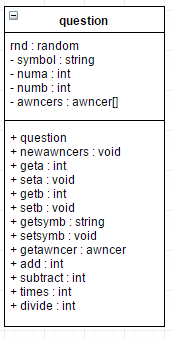 question
rnd : random
- symbol : string
- numa : int
- numb : int
- awncers : awncer[]
+ question
+ newawncers : void
+ geta : int
+ seta : void
+ getb : int
+ setb : void
+ getsymb : string
+ setsymb : void
+ getawncer : awncer
+ add : int
+ subtract : int
+ times : int
+ divide : int